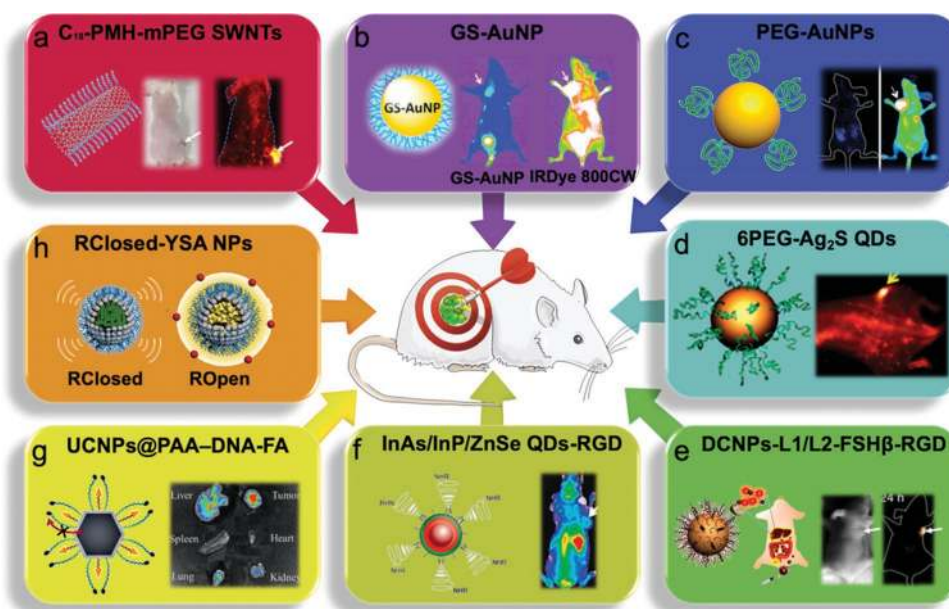 a C₁₈-PMH-mPEG SWNTs
b GS-AuNP
GS-AuNP
GS-AuNP IRDye 800CW
c PEG-AuNPs
h RClosed-YSA NPs
RClosed ROpen
d 6PEG-Ag₂S QDs
g UCNPs@PAA–DNA-FA
Liver Tumor
Spleen Heart
Lung Kidney
f InAs/InP/ZnSe QDs-RGD
e DCNPs-L1/L2-FSHβ-RGD
24 h